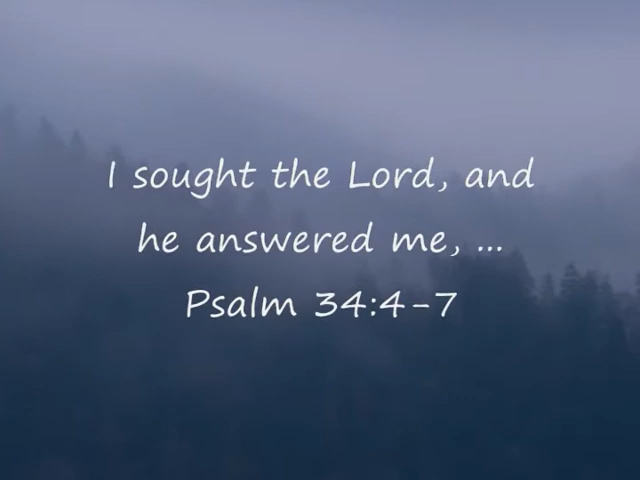 I sought the Lord, and
he answered me, ...
Psalm 34:4-7